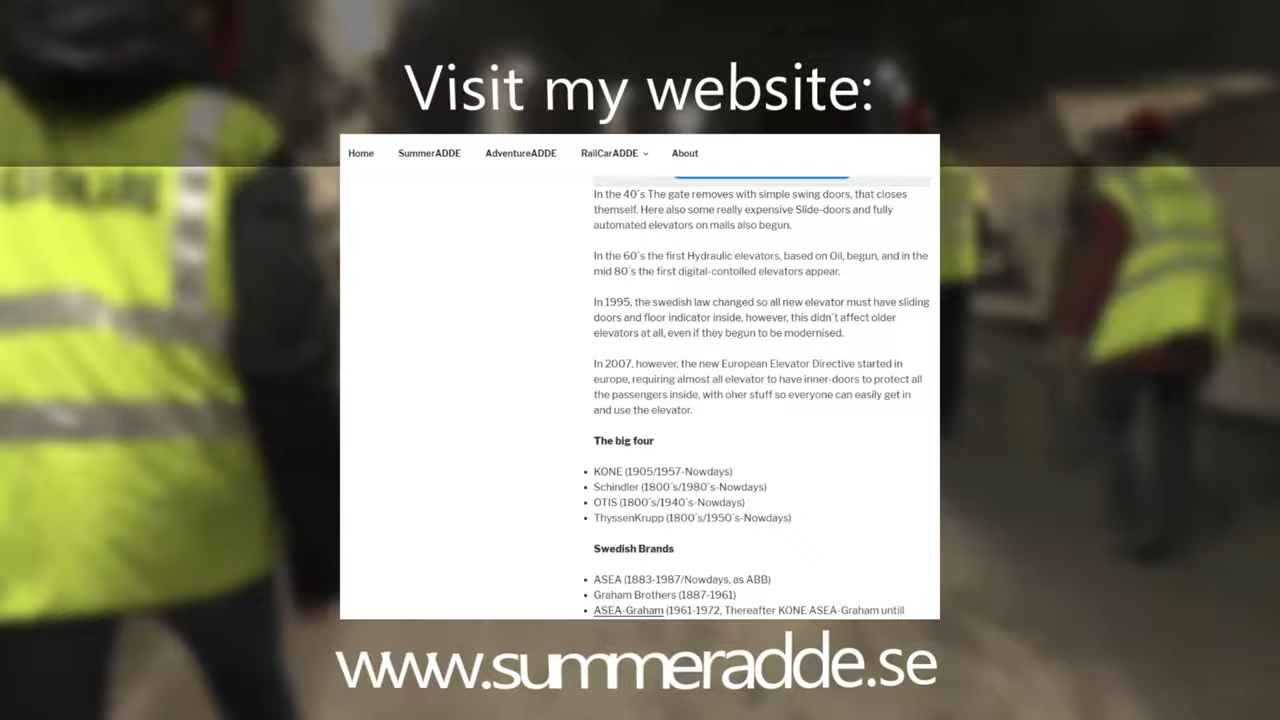 Visit my website:
Home SummerADDE AdventureADDE RailCarADDE About
In the 40´s The gate removes with simple swing doors, that closes
themself. Here also some really expensive Slide-doors and fully
automated elevators on malls also begun.
In the 60´s the first Hydraulic elevators, based on Oil, begun, and in the
mid 80´s the first digital-contolled elevators appear.
In 1995, the swedish law changed so all new elevator must have sliding
doors and floor indicator inside, however, this didn´t affect older
elevators at all, even if they begun to be modernised.
In 2007, however, the new European Elevator Directive started in
europe, requiring almost all elevator to have inner-doors to protect all
the passengers inside, with oher stuff so everyone can easily get in
and use the elevator.
The big four
• KONE (1905/1957-Nowdays)
• Schindler (1800´s/1980´s-Nowdays)
• OTIS (1800´s/1940´s-Nowdays)
• ThyssenKrupp (1800´s/1950´s-Nowdays)
Swedish Brands
• ASEA (1883-1987/Nowdays, as ABB)
• Graham Brothers (1887-1961)
• ASEA-Graham (1961-1972, Thereafter KONE ASEA-Graham untill
www.summeradde.se